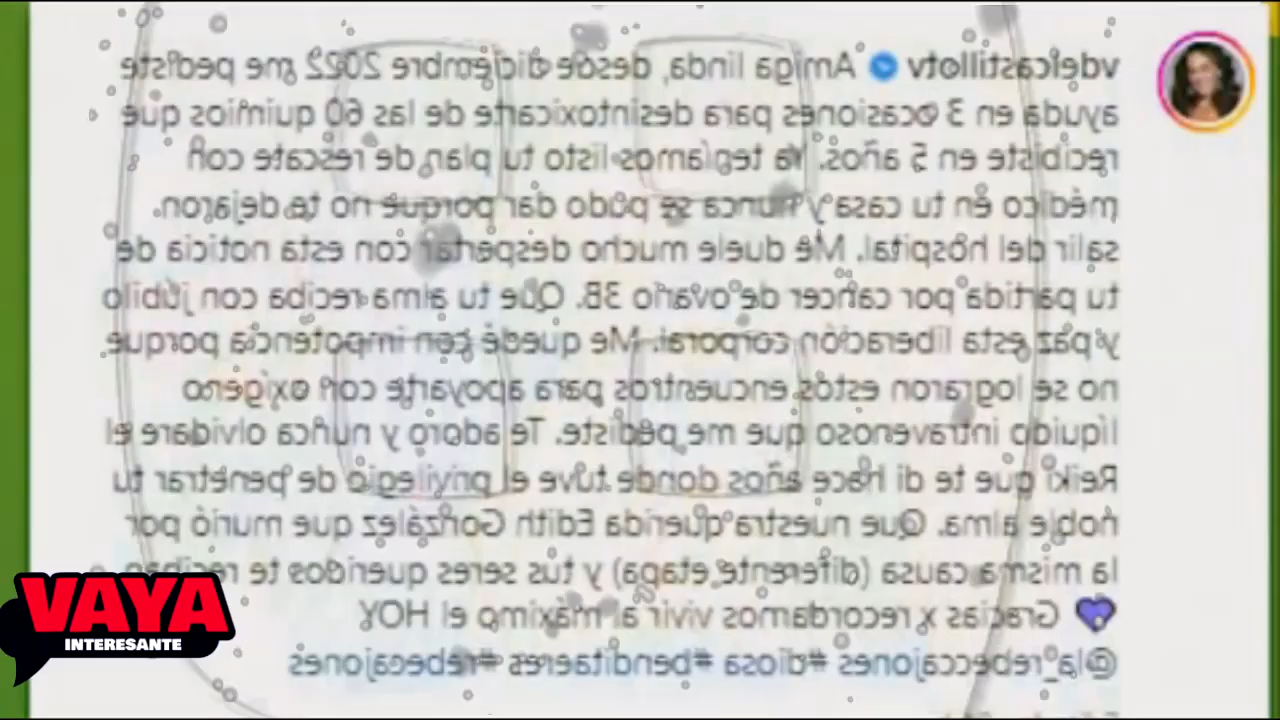 vdelcastillotv Amiga linda, desde diciembre 2022 me pediste
ayuda en 3 ocasiones para desintoxicarte de las 60 quimios que
recibiste en 5 años. Ya teníamos listo tu plan de rescate con
médico en tu casa y nunca se pudo dar porque no te dejaron
salir del hospital. Me duele mucho despertar con esta noticia de
tu partida por cancer de ovario 3B. Que tu alma reciba con júbilo
y paz esta liberación corporal. Me quedé con impotencia porque
no se lograron estos encuentros para apoyarte con oxígeno
líquido intravenoso que me pediste. Te adoro y nunca olvidare el
Reiki que te di hace años donde tuve el privilegio de penetrar tu
noble alma. Que nuestra querida Edith González que murió por
la misma causa (diferente etapa) y tus seres queridos te reciban.
💜 Gracias x recordarnos vivir al máximo el HOY
@la_rebeccajones #diosa #benditaeres #rebecajones
VAYA
INTERESANTE